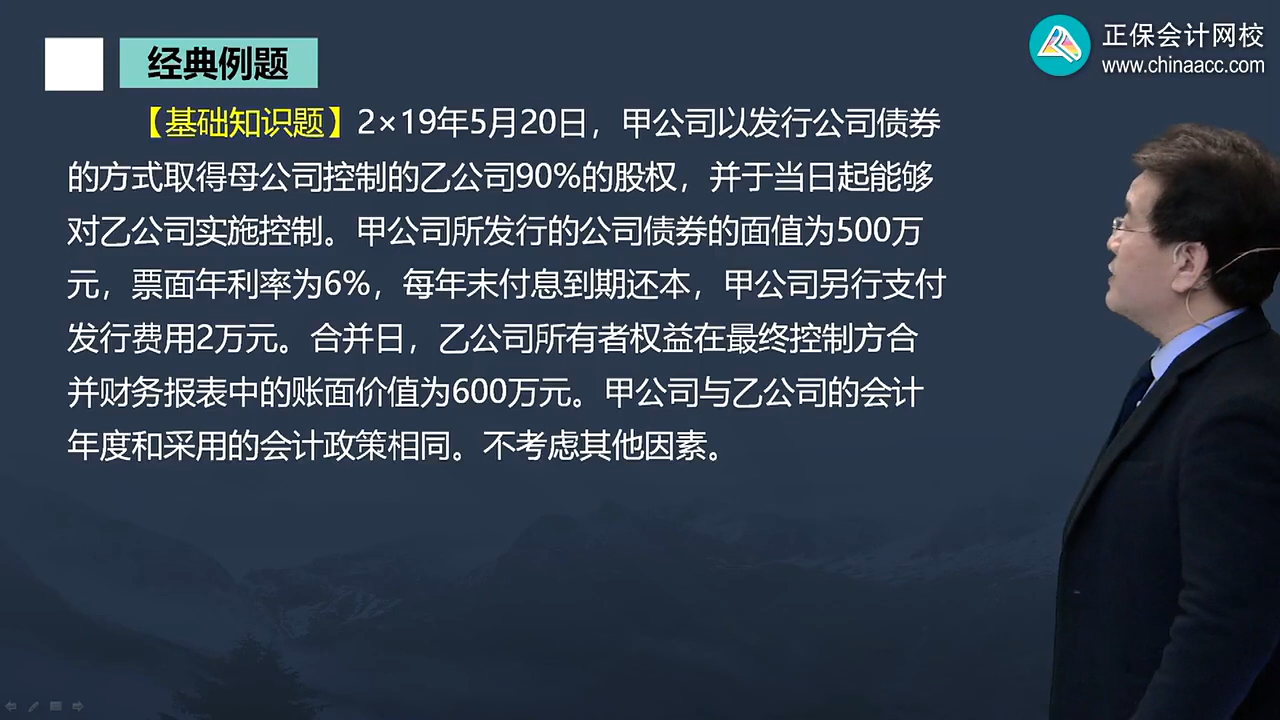 正保会计网校
www.chinaacc.com
经典例题
【基础知识题】2×19年5月20日，甲公司以发行公司债券
的方式取得母公司控制的乙公司90%的股权，并于当日起能够
对乙公司实施控制。甲公司所发行的公司债券的面值为500万
元，票面年利率为6%，每年末付息到期还本，甲公司另行支付
发行费用2万元。合并日，乙公司所有者权益在最终控制方合
并财务报表中的账面价值为600万元。甲公司与乙公司的会计
年度和采用的会计政策相同。不考虑其他因素。